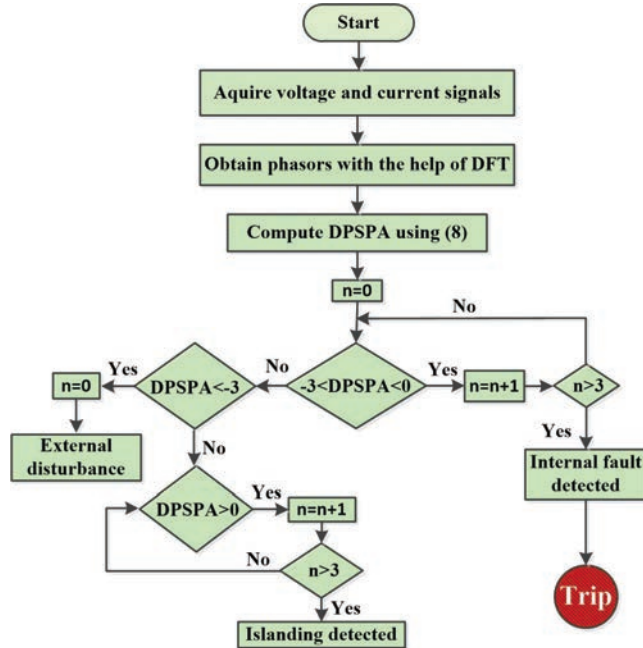 Start
Aquire voltage and current signals
Obtain phasors with the help of DFT
Compute DPSPA using (8)
n=0
No
-3<DPSPA<0
No
Yes
DPSPA<-3
Yes
n=0
n=n+1
n>3
External
disturbance
No
Yes
Internal fault
detected
DPSPA>0
Yes
n=n+1
No
n>3
Yes
Islanding detected
Trip